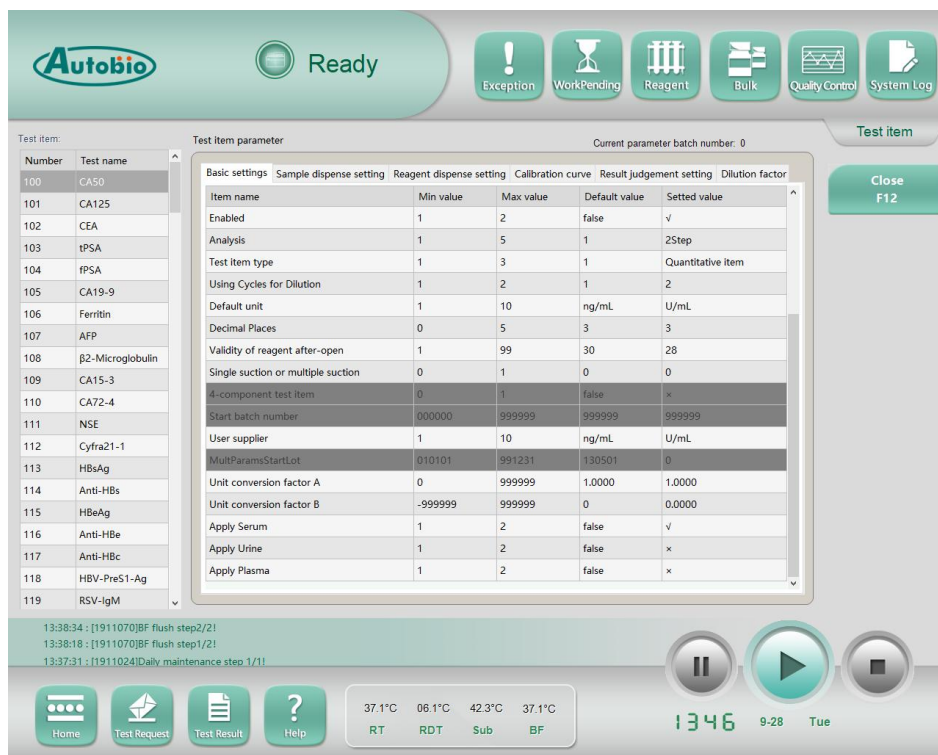 Autobio
Ready
Exception
WorkPending
Reagent
Bulk
Quality Control
System Log
Test item:
Test item parameter
Current parameter batch number: 0
Test item
Close
F12
Number Test name
100 CA50
101 CA125
102 CEA
103 tPSA
104 fPSA
105 CA19-9
106 Ferritin
107 AFP
108 β2-Microglobulin
109 CA15-3
110 CA72-4
111 NSE
112 Cyfra21-1
113 HBsAg
114 Anti-HBs
115 HBeAg
116 Anti-HBe
117 Anti-HBc
118 HBV-PreS1-Ag
119 RSV-IgM
Basic settings Sample dispense setting Reagent dispense setting Calibration curve Result judgement setting Dilution factor
Item name Min value Max value Default value Setted value
Enabled 1 2 false √
Analysis 1 5 1 2Step
Test item type 1 3 1 Quantitative item
Using Cycles for Dilution 1 2 1 2
Default unit 1 10 ng/mL U/mL
Decimal Places 0 5 3 3
Validity of reagent after-open 1 99 30 28
Single suction or multiple suction 0 1 0 0
4-component test item 0 1 false ×
Start batch number 000000 999999 999999 999999
User supplier 1 10 ng/mL U/mL
MultParamsStartLot 010101 991231 130501 0
Unit conversion factor A 0 999999 1.0000 1.0000
Unit conversion factor B -999999 999999 0 0.0000
Apply Serum 1 2 false √
Apply Urine 1 2 false ×
Apply Plasma 1 2 false ×
13:38:34 : [1911070]BF flush step2/2!
13:38:18 : [1911070]BF flush step1/2!
13:37:31 : [1911024]Daily maintenance step 1/1!
Home
Test Request
Test Result
Help
37.1°C 06.1°C 42.3°C 37.1°C
RT RDT Sub BF
1346 9-28 Tue